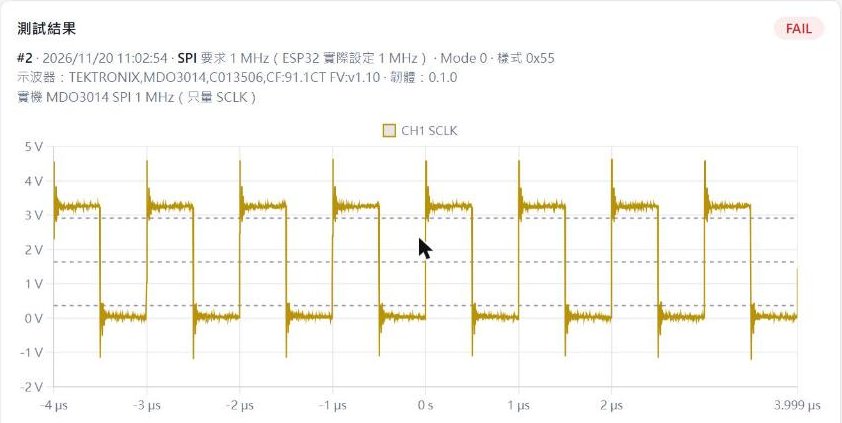 測試結果
FAIL
#2 · 2026/11/20 11:02:54 · SPI 要求 1 MHz（ESP32 實際設定 1 MHz）· Mode 0 · 樣式 0x55
示波器：TEKTRONIX,MDO3014,C013506,CF:91.1CT FV:v1.10 · 韌體：0.1.0
實機 MDO3014 SPI 1 MHz（只量 SCLK）
CH1 SCLK
5 V
4 V
3 V
2 V
1 V
0 V
-1 V
-2 V
-4 µs
-3 µs
-2 µs
-1 µs
0 s
1 µs
2 µs
3.999 µs